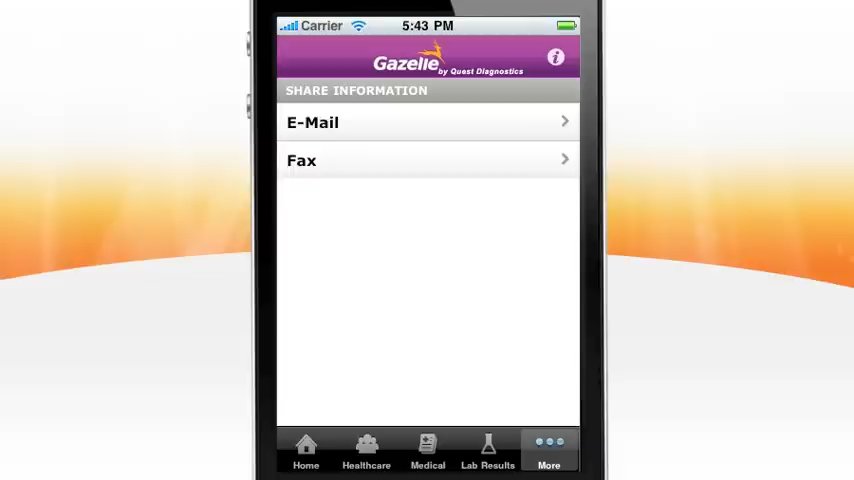 Carrier 5:43 PM
Gazelle
by Quest Diagnostics
SHARE INFORMATION
E-Mail
Fax
Home Healthcare Medical Lab Results More